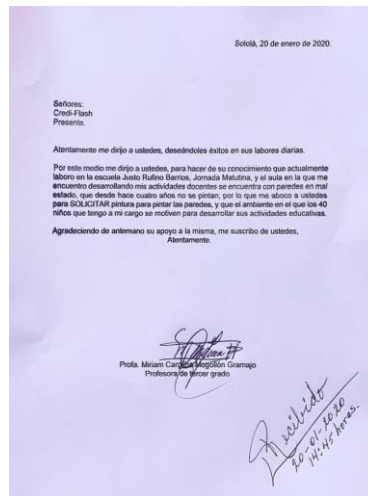 Sololá, 20 de enero de 2020.
Señores:
Credi-Flash
Presente.
Atentamente me dirijo a ustedes, deseándoles éxitos en sus labores diarias.
Por este medio me dirijo a ustedes, para hacer de su conocimiento que actualmente
laboro en la escuela Justo Rufino Barrios, Jornada Matutina, y el aula en la que me
encuentro desarrollando mis actividades docentes se encuentra con paredes en mal
estado, que desde hace cuatro años no se pintan; por lo que me aboco a ustedes
para SOLICITAR pintura para pintar las paredes, y que el ambiente en el que los 40
niños que tengo a mi cargo se motiven para desarrollar sus actividades educativas.
Agradeciendo de antemano su apoyo a la misma, me suscribo de ustedes,
Atentamente.
Profa. Miriam Mogollón Gramajo
Profesora de tercer grado
Recibido
20-01-2020
14:45 horas.